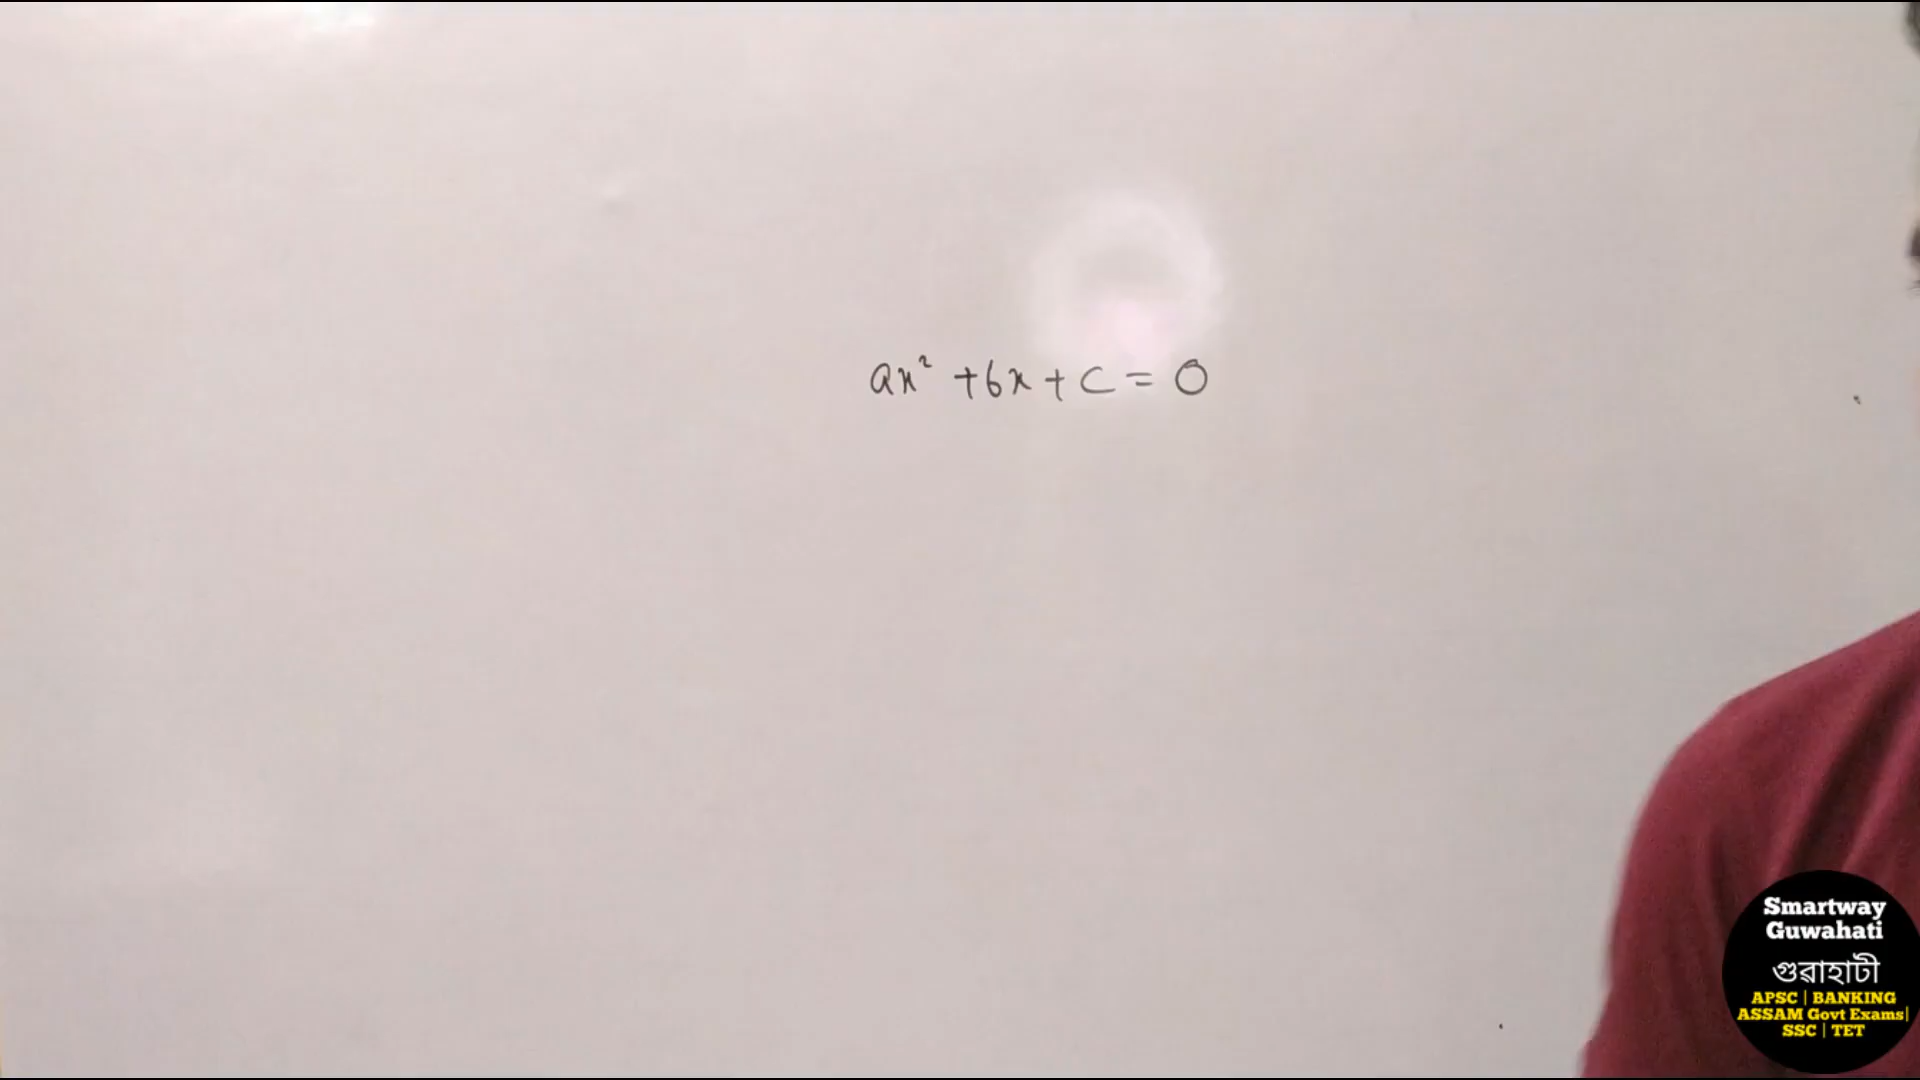 ax² + bx + c = 0
Smartway
Guwahati
গুৱাহাটী
APSC | BANKING
ASSAM Govt Exams|
SSC | TET